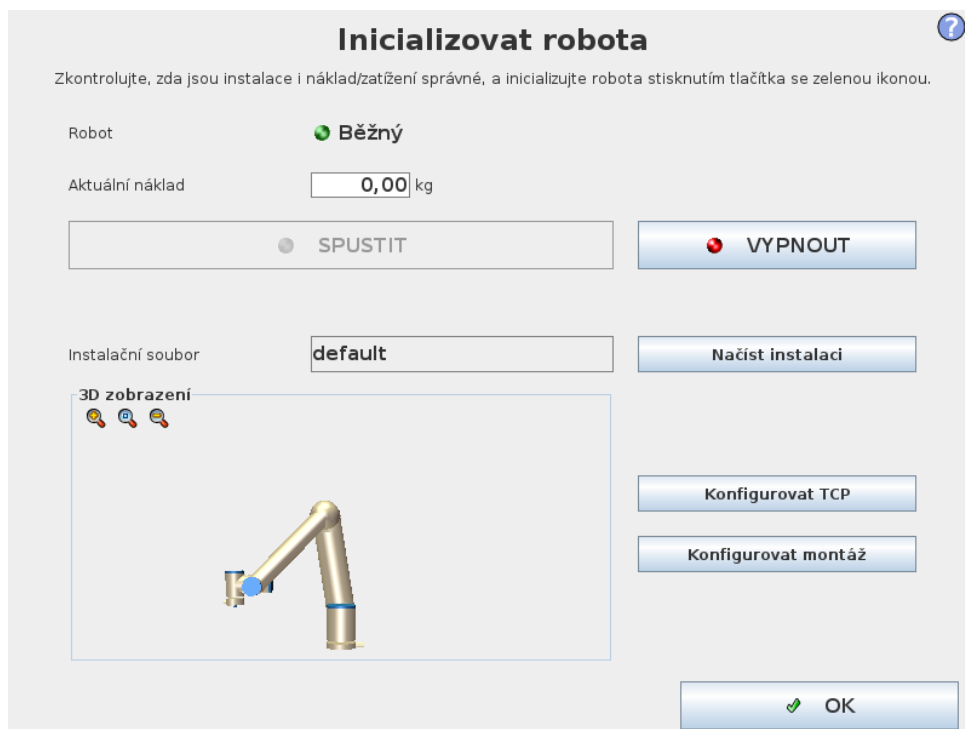 Inicializovat robota
?
Zkontrolujte, zda jsou instalace i náklad/zatížení správné, a inicializujte robota stisknutím tlačítka se zelenou ikonou.
Robot Běžný
Aktuální náklad 0,00 kg
SPUSTIT VYPNOUT
Instalační soubor default Načíst instalaci
3D zobrazení
Konfigurovat TCP
Konfigurovat montáž
OK